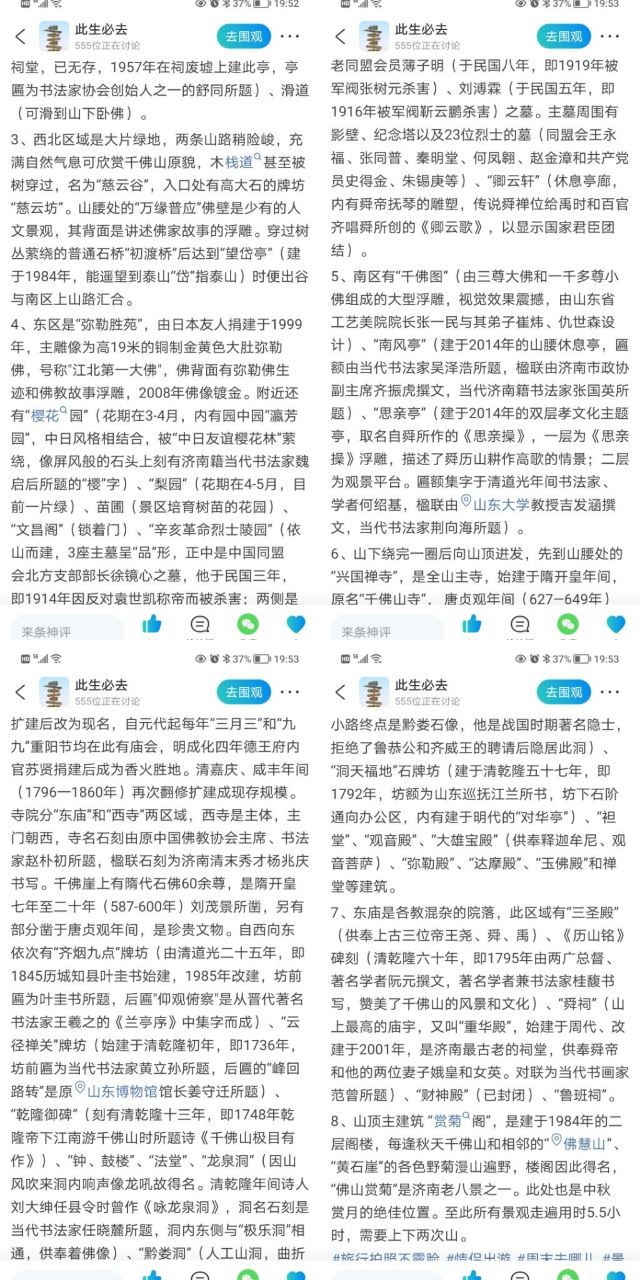 19:52
37%
此生必去
555位正在讨论
去围观
祠堂，已无存，1957年在祠废墟上建此亭，亭
匾为书法家协会创始人之一的舒同所题）、滑道
（可滑到山下卧佛）。
3、西北区域是大片绿地，两条山路稍险峻，充
满自然气息可欣赏千佛山原貌，木栈道甚至被
树穿过，名为“慈云谷”，入口处有高大石的牌坊
“慈云坊”。山腰处的“万缘普应”佛壁是少有的人
文景观，其背面是讲述佛家故事的浮雕。穿过树
丛萦绕的普通石桥“初渡桥”后达到“望岱亭”（建
于1984年，能遥望到泰山“岱”指泰山）时便出谷
与南区上山路汇合。
4、东区是“弥勒胜苑”，由日本友人捐建于1999
年，主雕像为高19米的铜制金黄色大肚弥勒
佛，号称"江北第一大佛”，佛背面有弥勒佛生
迹和佛教故事浮雕，2008年佛像镀金。附近还
有“樱花园”（花期在3-4月，内有园中园“瀛芳
园”，中日风格相结合，被“中日友谊樱花林”萦
绕，像屏风般的石头上刻有济南籍当代书法家魏
启后所题的“樱”字）、“梨园”（花期在4-5月，目
前一片绿）、苗圃（景区培育树苗的花园）、
“文昌阁”（锁着门）、“辛亥革命烈士陵园”（依
山而建，3座主墓呈“品”形，正中是中国同盟
会北方支部部长徐镜心之墓，他于民国三年，
即1914年因反对袁世凯称帝而被杀害；两侧是
来条神评
37%
19:53
此生必去
555位正在讨论
去围观
老同盟会员薄子明（于民国八年，即1919年被
军阀张树元杀害）、刘溥霖（于民国五年，即
1916年被军阀靳云鹏杀害）之墓。主墓周围有
影壁、纪念塔以及23位烈士的墓（同盟会王永
福、张同普、秦明堂、何凤翱、赵金漳和共产党
员史得金、朱锡庚等）、“卿云轩”（休息亭廊，
内有舜帝抚琴的雕塑，传说舜禅位给禹时和百官
齐唱舜所创的《卿云歌》，以显示国家君臣团
结）。
5、南区有“千佛图”（由三尊大佛和一千多尊小
佛组成的大型浮雕，视觉效果震撼，由山东省
工艺美院院长张一民与其弟子崔炜、仇世森设
计）、“南风亭”（建于2014年的山腰休息亭，匾
额由当代书法家吴泽浩所题，楹联由济南市政协
副主席齐振虎撰文，当代济南籍书法家张国英所
题）、“思亲亭”（建于2014年的双层孝文化主题
亭，取名自舜所作的《思亲操》，一层为《思亲
操》浮雕，描述了舜历山耕作高歌的情景；二层
为观景平台。匾额集字于清道光年间书法家、
学者何绍基，楹联由山东大学教授吉发涵撰
文，当代书法家荆向海所题）。
6、山下绕完一圈后向山顶进发，先到山腰处的
“兴国禅寺”，是全山主寺，始建于隋开皇年间，
原名“千佛山寺”， 唐贞观年间（627—649年）
来条神评
37%
19:53
此生必去
555位正在讨论
去围观
扩建后改为现名，自元代起每年“三月三”和“九
九”重阳节均在此有庙会，明成化四年德王府内
官苏贤捐建后成为香火胜地。清嘉庆、咸丰年间
（1796—1860年）再次翻修扩建成现存规模。
寺院分“东庙”和“西寺”两区域，西寺是主体，主
门朝西，寺名石刻由原中国佛教协会主席、书法
家赵朴初所题，楹联石刻为济南清末秀才杨兆庆
书写。千佛崖上有隋代石佛60余尊，是隋开皇
七年至二十年（587-600年）刘茂景所凿，另有
部分凿于唐贞观年间，是珍贵文物。自西向东
依次有“齐烟九点”牌坊（由清道光二十五年，即
1845历城知县叶圭书始建，1985年改建，坊前
匾为叶圭书所题，后匾"仰观俯察"是从晋代著名
书法家王羲之的《兰亭序》中集字而成）、“云
径禅关”牌坊（始建于清乾隆初年，即1736年，
坊前匾为当代书法家黄立孙所题，后匾的“峰回
路转”是原山东博物馆馆长姜守迁所题）、
“乾隆御碑”（刻有清乾隆十三年，即1748年乾
隆帝下江南游千佛山时所题诗《千佛山极目有
作》）、“钟、鼓楼”、“法堂”、“龙泉洞”（因山
风吹来洞内响声像龙吼故得名。清乾隆年间诗人
刘大绅任县令时曾作《咏龙泉洞》，洞名石刻是
当代书法家任晓麓所题，洞内东侧与“极乐洞”相
通，供奉着佛像）、“黔娄洞”（人工山洞，曲折
37%
19:53
此生必去
555位正在讨论
去围观
小路终点是黔娄石像，他是战国时期著名隐士，
拒绝了鲁恭公和齐威王的聘请后隐居此洞）、
“洞天福地”石牌坊（建于清乾隆五十七年，即
1792年，坊额为山东巡抚江兰所书，坊下石阶
通向办公区，内有建于明代的“对华亭”）、“袒
堂”、“观音殿”、“大雄宝殿”（供奉释迦牟尼、观
音菩萨）、“弥勒殿”、“达摩殿”、“玉佛殿”和禅
堂等建筑。
7、东庙是各教混杂的院落，此区域有“三圣殿”
（供奉上古三位帝王尧、舜、禹）、《历山铭》
碑刻（清乾隆六十年，即1795年由两广总督、
著名学者阮元撰文，著名学者兼书法家桂馥书
写，赞美了千佛山的风景和文化）、“舜祠”（山
上最高的庙宇，又叫“重华殿”，始建于周代、改
建于2001年，是济南最古老的祠堂，供奉舜帝
和他的两位妻子娥皇和女英。对联为当代书画家
范曾所题）、“财神殿”（已封闭）、“鲁班祠”。
8、山顶主建筑 “赏菊阁”，是建于1984年的二
层阁楼，每逢秋天千佛山和相邻的“佛慧山”、
“黄石崖”的各色野菊漫山遍野，楼阁因此得名，
“佛山赏菊”是济南老八景之一。此处也是中秋
赏月的绝佳位置。至此所有景观走遍用时5.5小
时，需要上下两次山。
#旅行拍照不露脸 #情侣出游 #周末去哪儿 #景